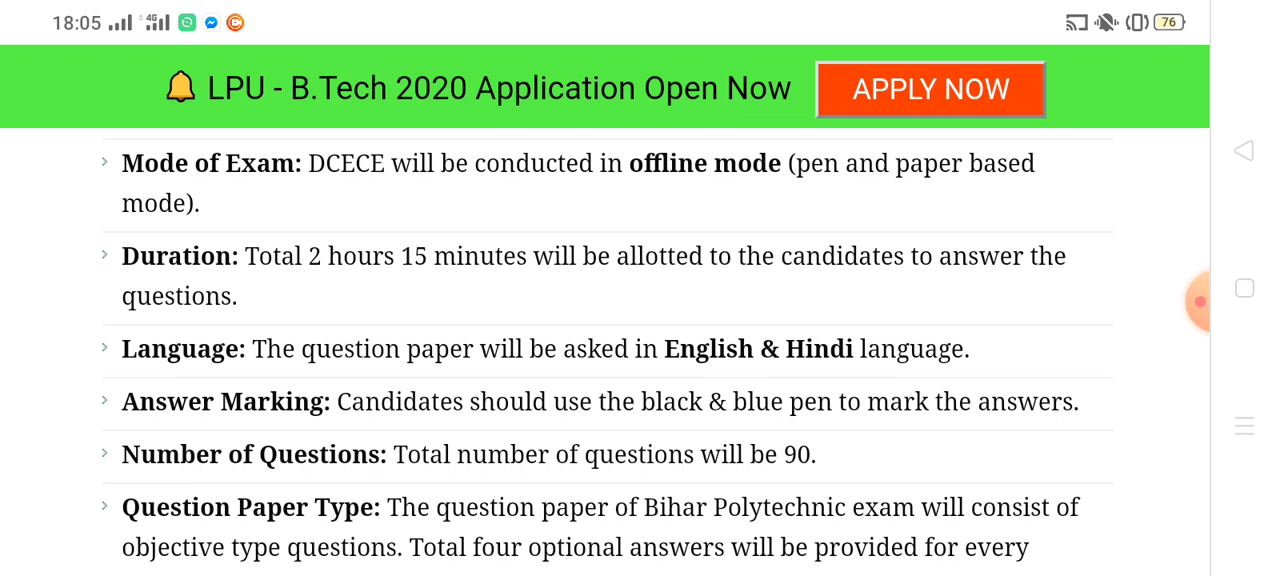 18:05 4G 76
LPU - B.Tech 2020 Application Open Now APPLY NOW
Mode of Exam: DCECE will be conducted in offline mode (pen and paper based
mode).
Duration: Total 2 hours 15 minutes will be allotted to the candidates to answer the
questions.
Language: The question paper will be asked in English & Hindi language.
Answer Marking: Candidates should use the black & blue pen to mark the answers.
Number of Questions: Total number of questions will be 90.
Question Paper Type: The question paper of Bihar Polytechnic exam will consist of
objective type questions. Total four optional answers will be provided for every